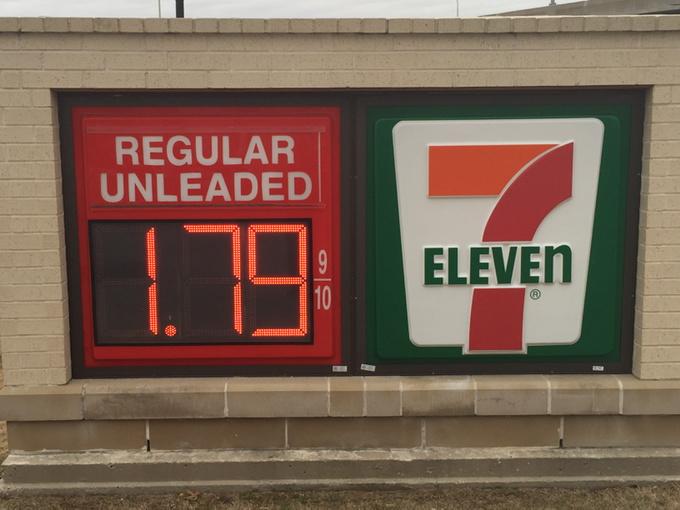 REGULAR
UNLEADED
1.79 9/10
7
ELEVEn
®